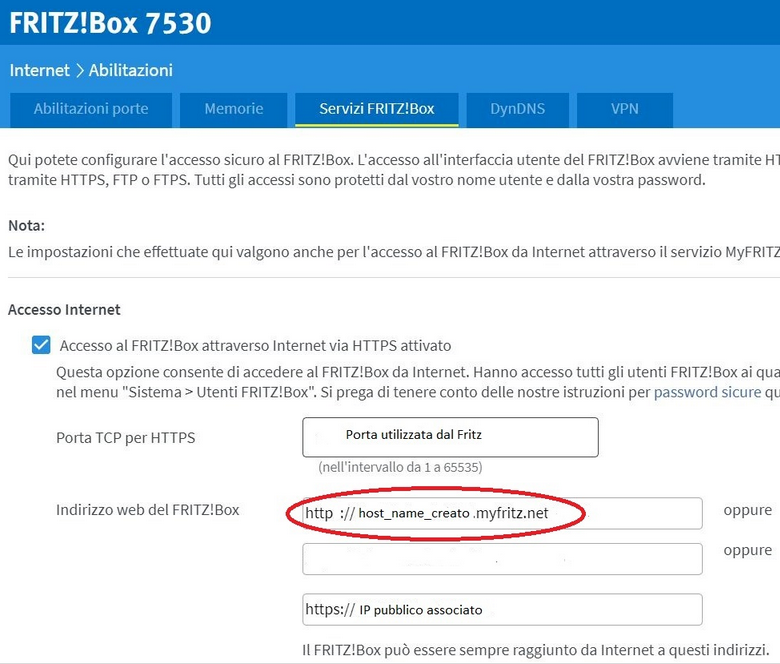 FRITZ!Box 7530
Internet > Abilitazioni
Abilitazioni porte Memorie Servizi FRITZ!Box DynDNS VPN
Qui potete configurare l'accesso sicuro al FRITZ!Box. L'accesso all'interfaccia utente del FRITZ!Box avviene tramite HT
tramite HTTPS, FTP o FTPS. Tutti gli accessi sono protetti dal vostro nome utente e dalla vostra password.
Nota:
Le impostazioni che effettuate qui valgono anche per l'accesso al FRITZ!Box da Internet attraverso il servizio MyFRITZ
Accesso Internet
Accesso al FRITZ!Box attraverso Internet via HTTPS attivato
Questa opzione consente di accedere al FRITZ!Box da Internet. Hanno accesso tutti gli utenti FRITZ!Box ai qua
nel menu "Sistema > Utenti FRITZ!Box". Si prega di tenere conto delle nostre istruzioni per password sicure qu
Porta TCP per HTTPS Porta utilizzata dal Fritz
(nell'intervallo da 1 a 65535)
Indirizzo web del FRITZ!Box http :// host_name_creato .myfritz.net oppure
oppure
https:// IP pubblico associato
Il FRITZ!Box può essere sempre raggiunto da Internet a questi indirizzi.